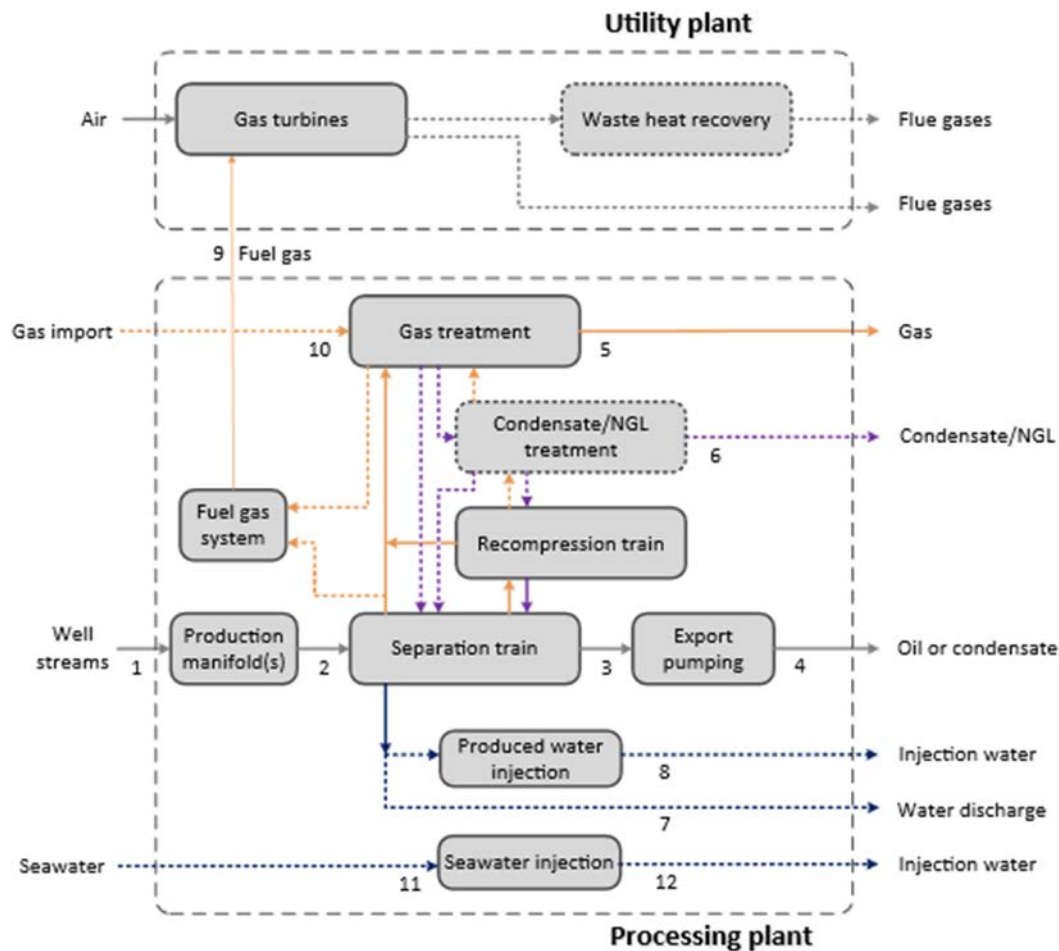 Utility plant
Air
Gas turbines
Waste heat recovery
Flue gases
Flue gases
9 Fuel gas
Gas import
10
Gas treatment
5
Gas
Condensate/NGL
treatment
6
Condensate/NGL
Fuel gas
system
Recompression train
Well
streams
1
Production
manifold(s)
2
Separation train
3
Export
pumping
4
Oil or condensate
Produced water
injection
8
Injection water
7
Water discharge
Seawater
11
Seawater injection
12
Injection water
Processing plant